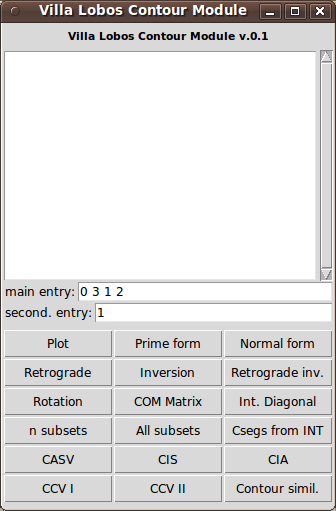 Villa Lobos Contour Module
Villa Lobos Contour Module v.0.1
main entry: 0 3 1 2
second. entry: 1
Plot Prime form Normal form
Retrograde Inversion Retrograde inv.
Rotation COM Matrix Int. Diagonal
n subsets All subsets Csegs from INT
CASV CIS CIA
CCV I CCV II Contour simil.